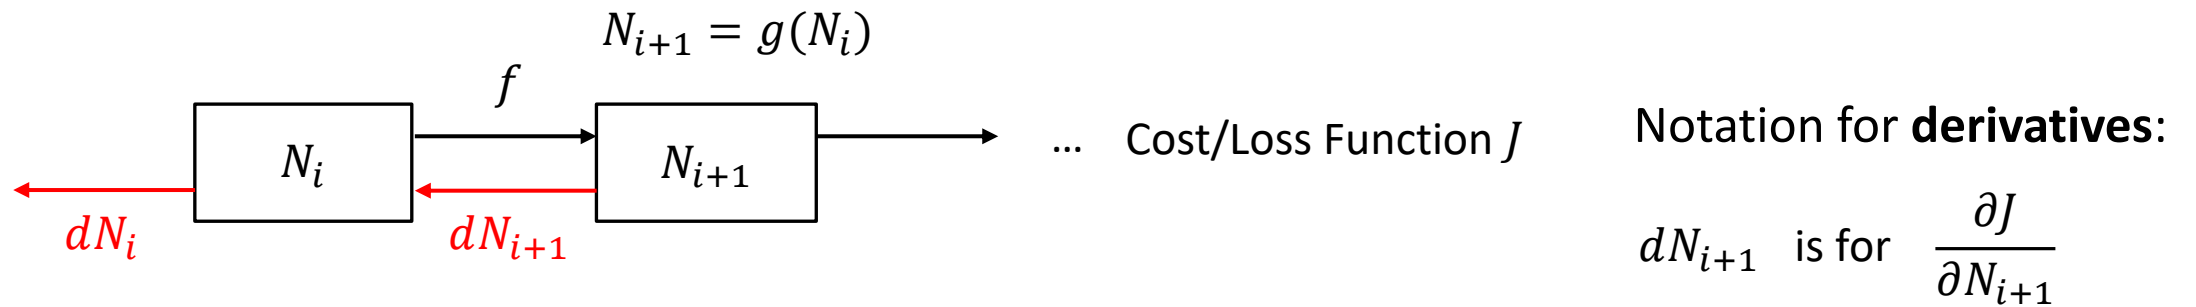 N_{i+1} = g(N_i)
f
N_i
N_{i+1}
... Cost/Loss Function J
dN_i
dN_{i+1}
Notation for derivatives:
dN_{i+1} is for ∂J/∂N_{i+1}